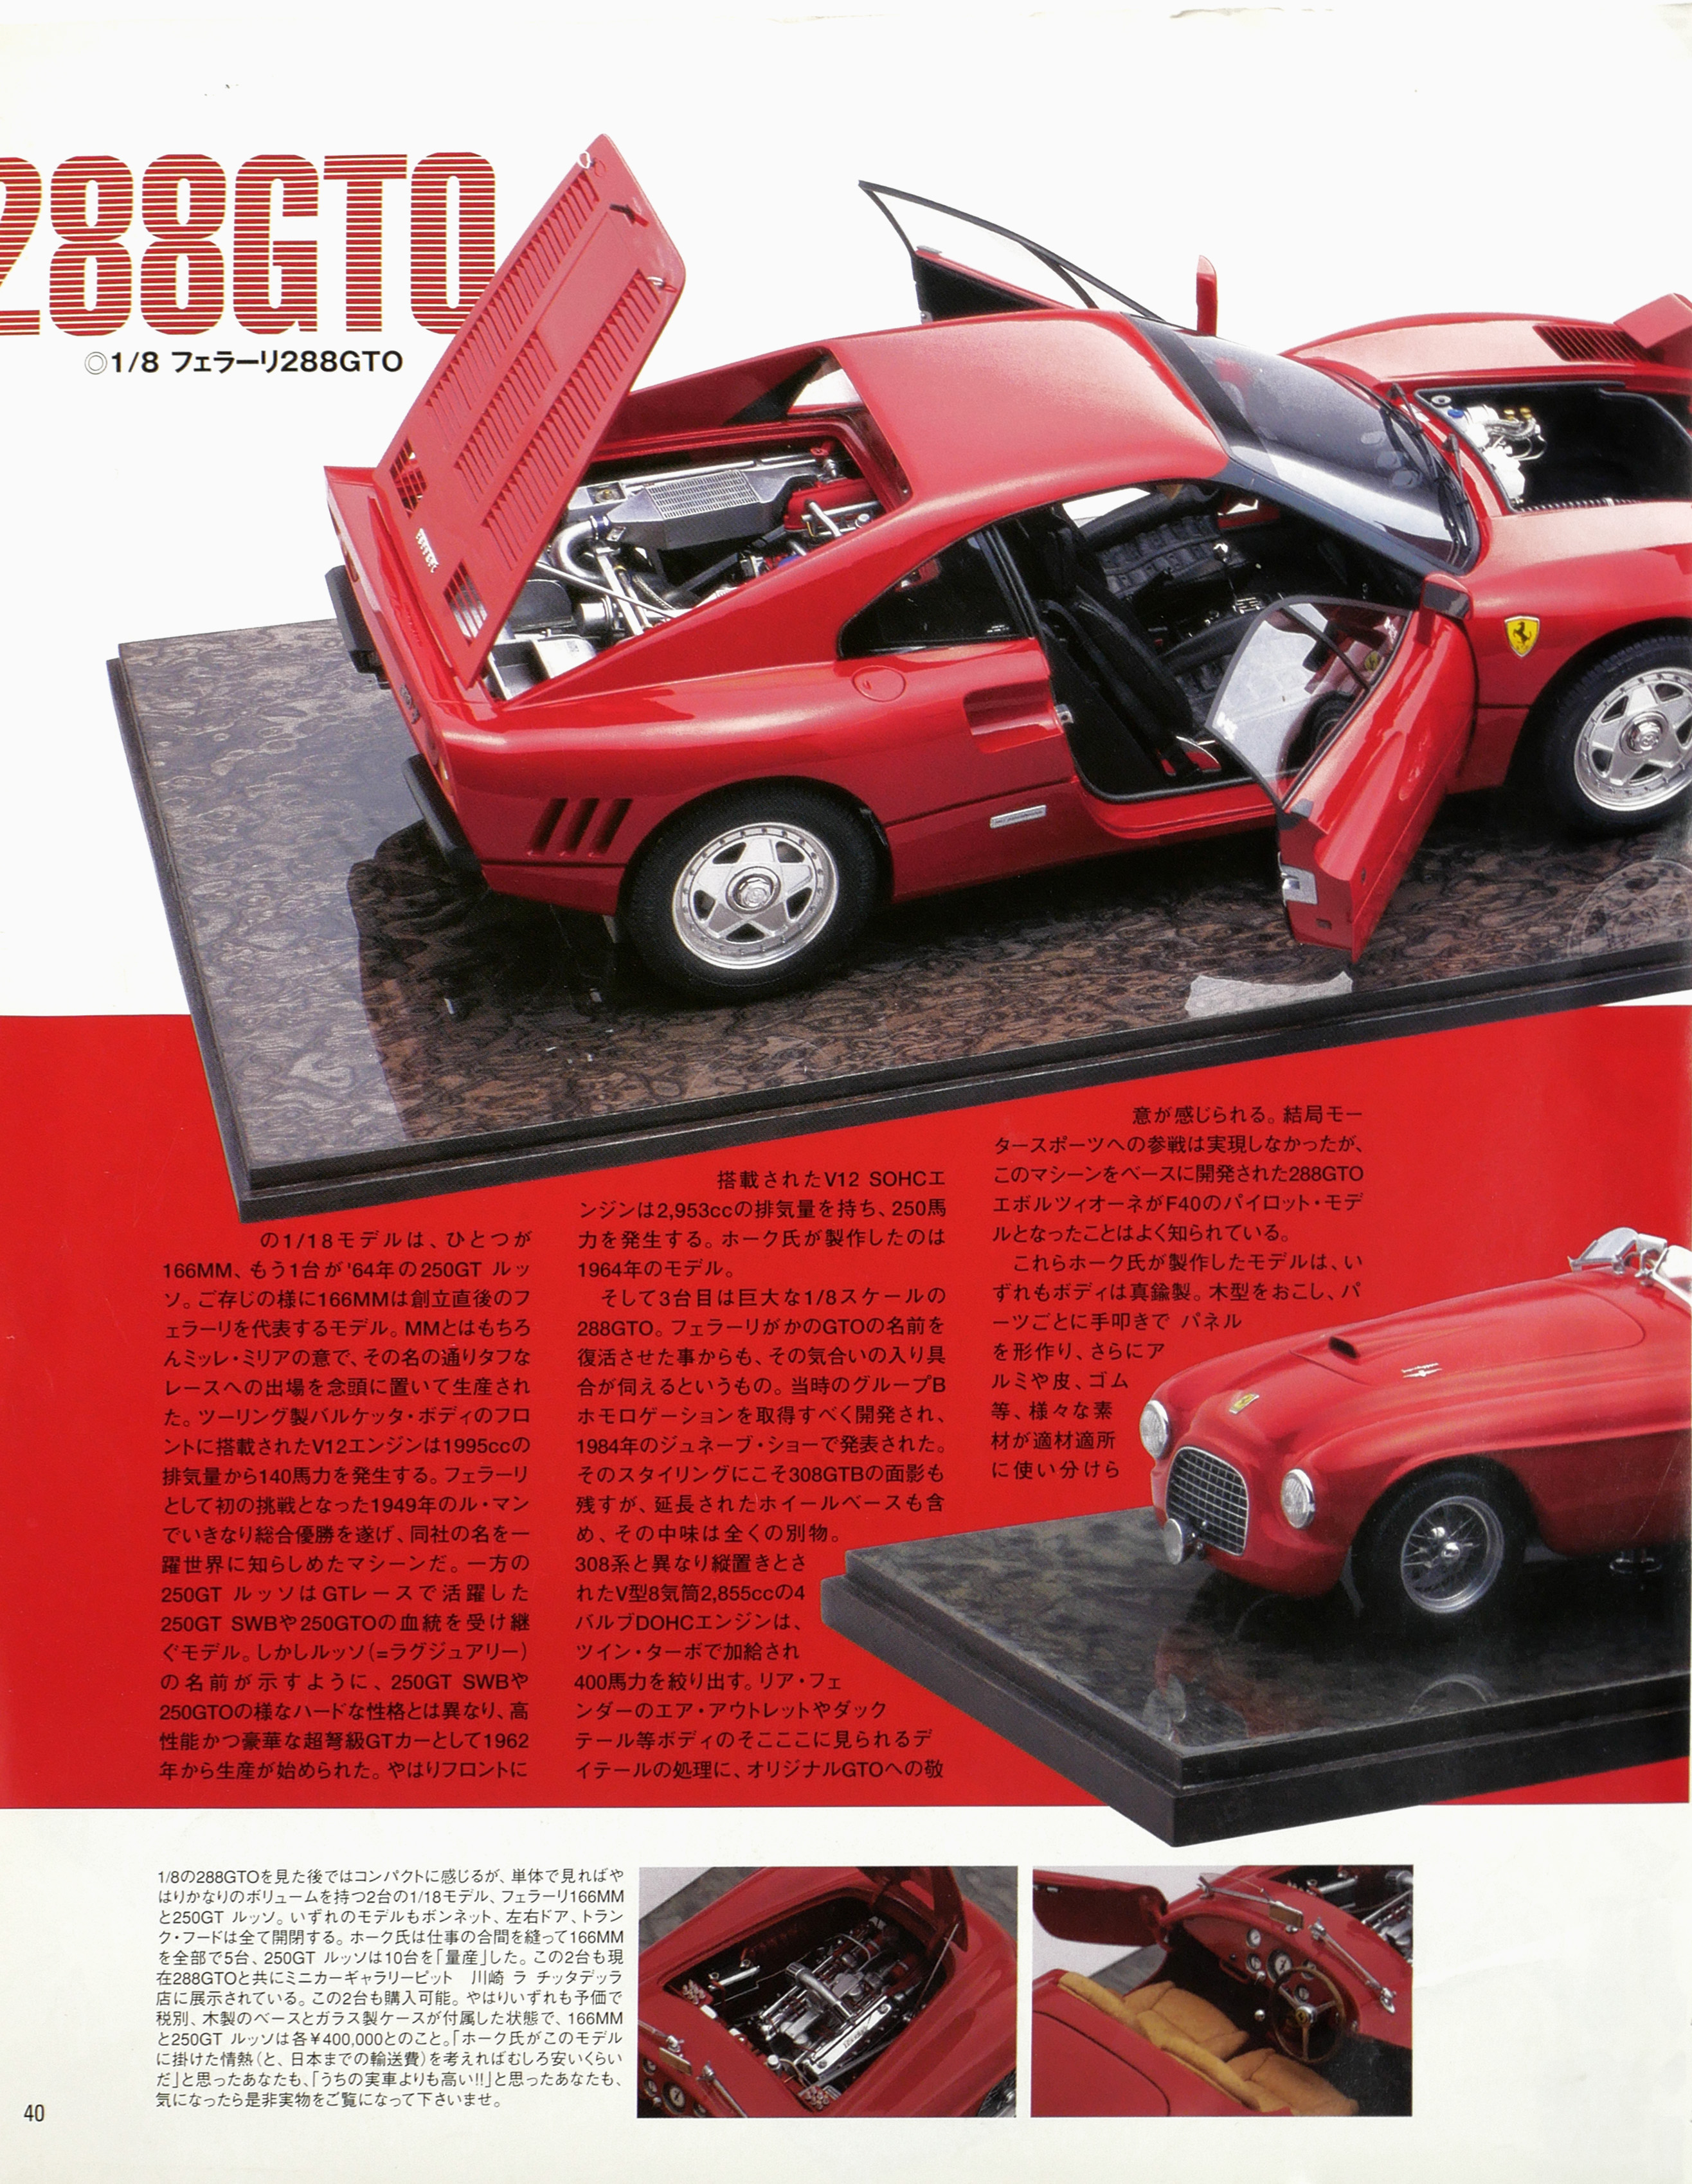 288GTO
◎1/8 フェラーリ288GTO
の1/18モデルは、ひとつが
166MM、もう1台が'64年の250GT ルッ
ソ。ご存じの様に166MMは創立直後のフ
ェラーリを代表するモデル。MMとはもちろ
んミッレ・ミリアの意で、その名の通りタフな
レースへの出場を念頭に置いて生産され
た。ツーリング製バルケッタ・ボディのフロ
ントに搭載されたV12エンジンは1995ccの
排気量から140馬力を発生する。フェラーリ
として初の挑戦となった1949年のル・マン
でいきなり総合優勝を遂げ、同社の名を一
躍世界に知らしめたマシーンだ。一方の
250GT ルッソはGTレースで活躍した
250GT SWBや250GTOの血統を受け継
ぐモデル。しかしルッソ(=ラグジュアリー)
の名前が示すように、250GT SWBや
250GTOの様なハードな性格とは異なり、高
性能かつ豪華な超弩級GTカーとして1962
年から生産が始められた。やはりフロントに
搭載されたV12 SOHCエ
ンジンは2,953ccの排気量を持ち、250馬
力を発生する。ホーク氏が製作したのは
1964年のモデル。
そして3台目は巨大な1/8スケールの
288GTO。フェラーリがかのGTOの名前を
復活させた事からも、その気合いの入り具
合が伺えるというもの。当時のグループB
ホモロゲーションを取得すべく開発され、
1984年のジュネーブ・ショーで発表された。
そのスタイリングにこそ308GTBの面影も
残すが、延長されたホイールベースも含
め、その中味は全くの別物。
308系と異なり縦置きとさ
れたV型8気筒2,855ccの4
バルブDOHCエンジンは、
ツイン・ターボで加給され
400馬力を絞り出す。リア・フェ
ンダーのエア・アウトレットやダック
テール等ボディのそこここに見られるデ
イテールの処理に、オリジナルGTOへの敬
意が感じられる。結局モー
タースポーツへの参戦は実現しなかったが、
このマシーンをベースに開発された288GTO
エボルツィオーネがF40のパイロット・モデ
ルとなったことはよく知られている。
これらホーク氏が製作したモデルは、い
ずれもボディは真鍮製。木型をおこし、パ
ーツごとに手叩きで パネル
を形作り、さらにア
ルミや皮、ゴム
等、様々な素
材が適材適所
に使い分けら
1/8の288GTOを見た後ではコンパクトに感じるが、単体で見ればや
はりかなりのボリュームを持つ2台の1/18モデル、フェラーリ166MM
と250GT ルッソ。いずれのモデルもボンネット、左右ドア、トラン
ク・フードは全て開閉する。ホーク氏は仕事の合間を縫って166MM
を全部で5台、250GT ルッソは10台を「量産」した。この2台も現
在288GTOと共にミニカーギャラリーピット 川崎 ラ チッタデッラ
店に展示されている。この2台も購入可能。やはりいずれも予価で
税別、木製のベースとガラス製ケースが付属した状態で、166MM
と250GT ルッソは各¥400,000とのこと。「ホーク氏がこのモデル
に掛けた情熱(と、日本までの輸送費)を考えればむしろ安いくらい
だ」と思ったあなたも、「うちの実車よりも高い!!」と思ったあなたも、
気になったら是非実物をご覧になって下さいませ。
40